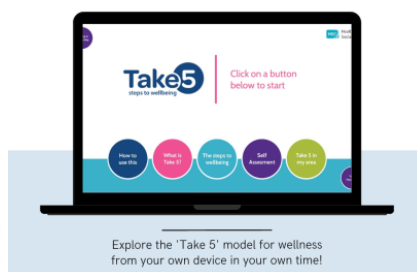 Take5
steps to wellbeing
Click on a button
below to start
How to
use this
What is
Take 5?
The steps to
wellbeing
Self
Assesment
Take 5 in
my area
Explore the 'Take 5' model for wellness
from your own device in your own time!